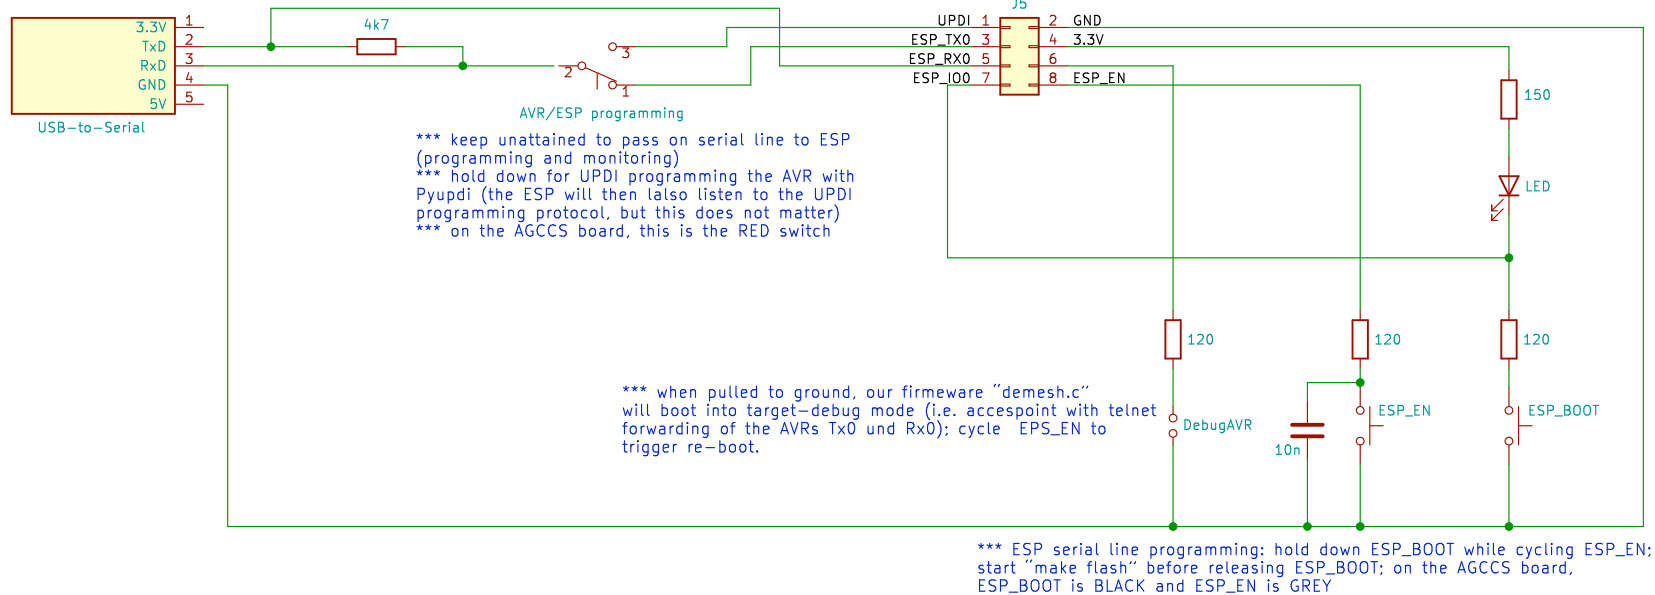 3.3V 1
TxD 2
RxD 3
GND 4
5V 5
USB-to-Serial
4k7
3
2
1
AVR/ESP programming
*** keep unattained to pass on serial line to ESP
(programming and monitoring)
*** hold down for UPDI programming the AVR with
Pyupdi (the ESP will then lalso listen to the UPDI
programming protocol, but this does not matter)
*** on the AGCCS board, this is the RED switch
J5
UPDI 1 2 GND
ESP_TX0 3 4 3.3V
ESP_RX0 5 6
ESP_IO0 7 8 ESP_EN
150
LED
120
120
120
*** when pulled to ground, our firmeware "demesh.c"
will boot into target-debug mode (i.e. accespoint with telnet
forwarding of the AVRs Tx0 und Rx0); cycle EPS_EN to
trigger re-boot.
DebugAVR
10n
ESP_EN
ESP_BOOT
*** ESP serial line programming: hold down ESP_BOOT while cycling ESP_EN;
start "make flash" before releasing ESP_BOOT; on the AGCCS board,
ESP_BOOT is BLACK and ESP_EN is GREY